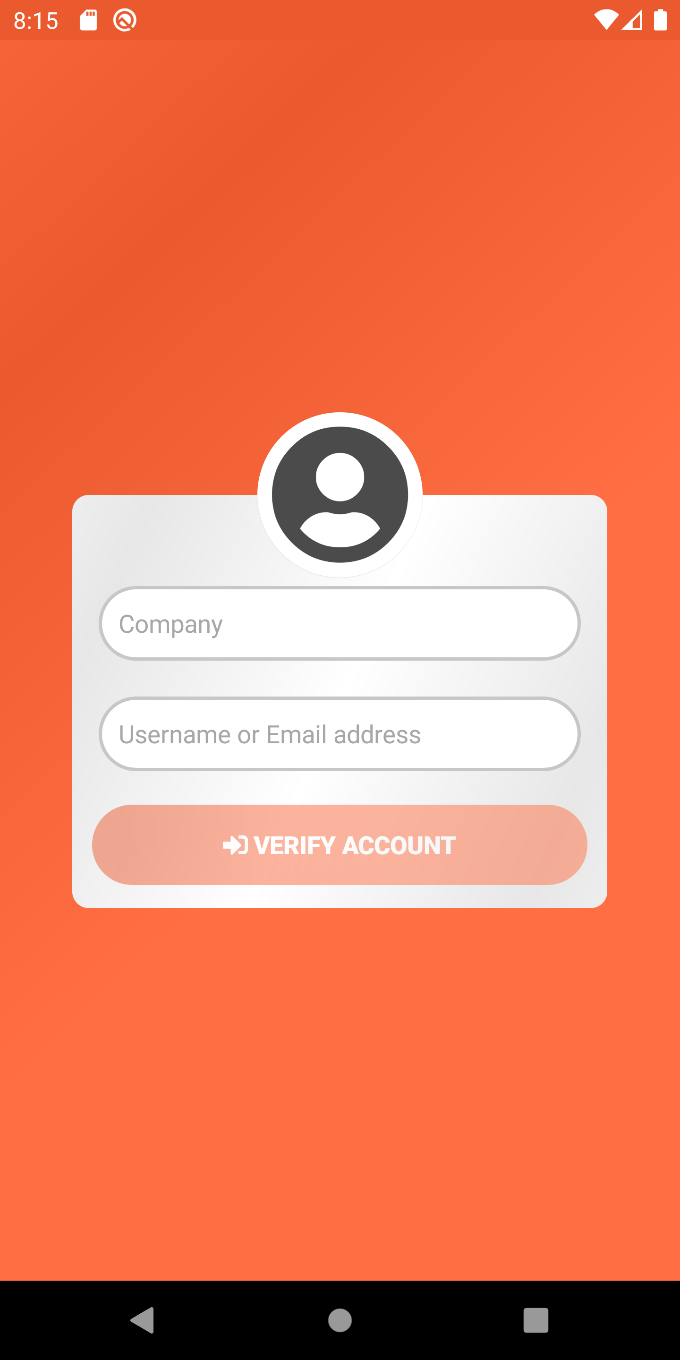 8:15
Company
Username or Email address
VERIFY ACCOUNT